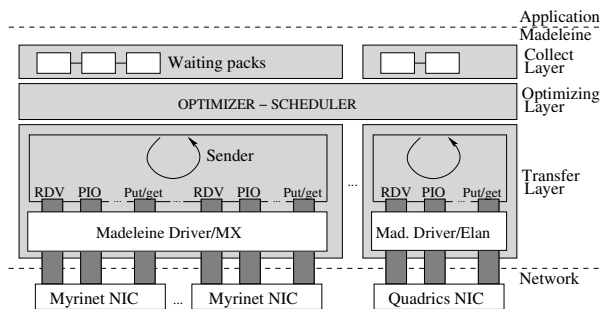 Application
Madeleine
Waiting packs
Collect
Layer
OPTIMIZER − SCHEDULER
Optimizing
Layer
Sender
...
Transfer
Layer
RDV PIO ... Put/get ... RDV PIO ... Put/get
RDV PIO ... Put/get
Madeleine Driver/MX
Mad. Driver/Elan
Network
Myrinet NIC ... Myrinet NIC
Quadrics NIC